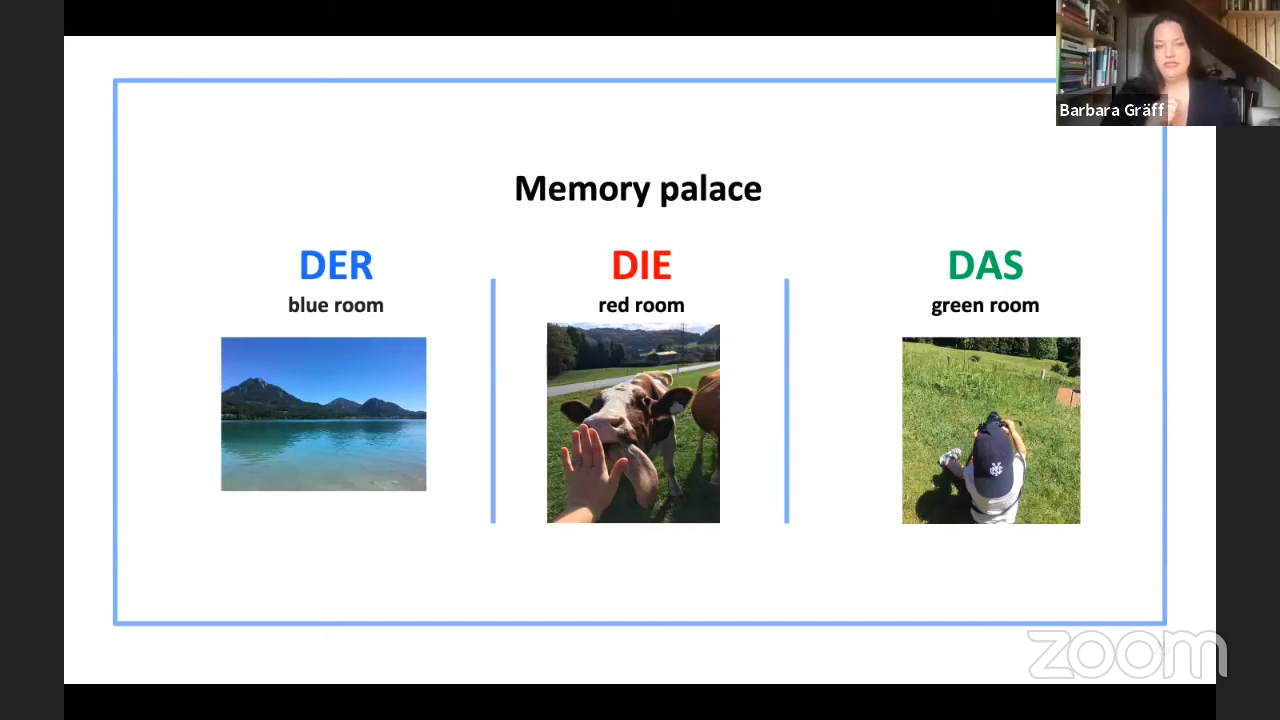 Barbara Gräff
Memory palace
DER
blue room
DIE
red room
DAS
green room
zoom